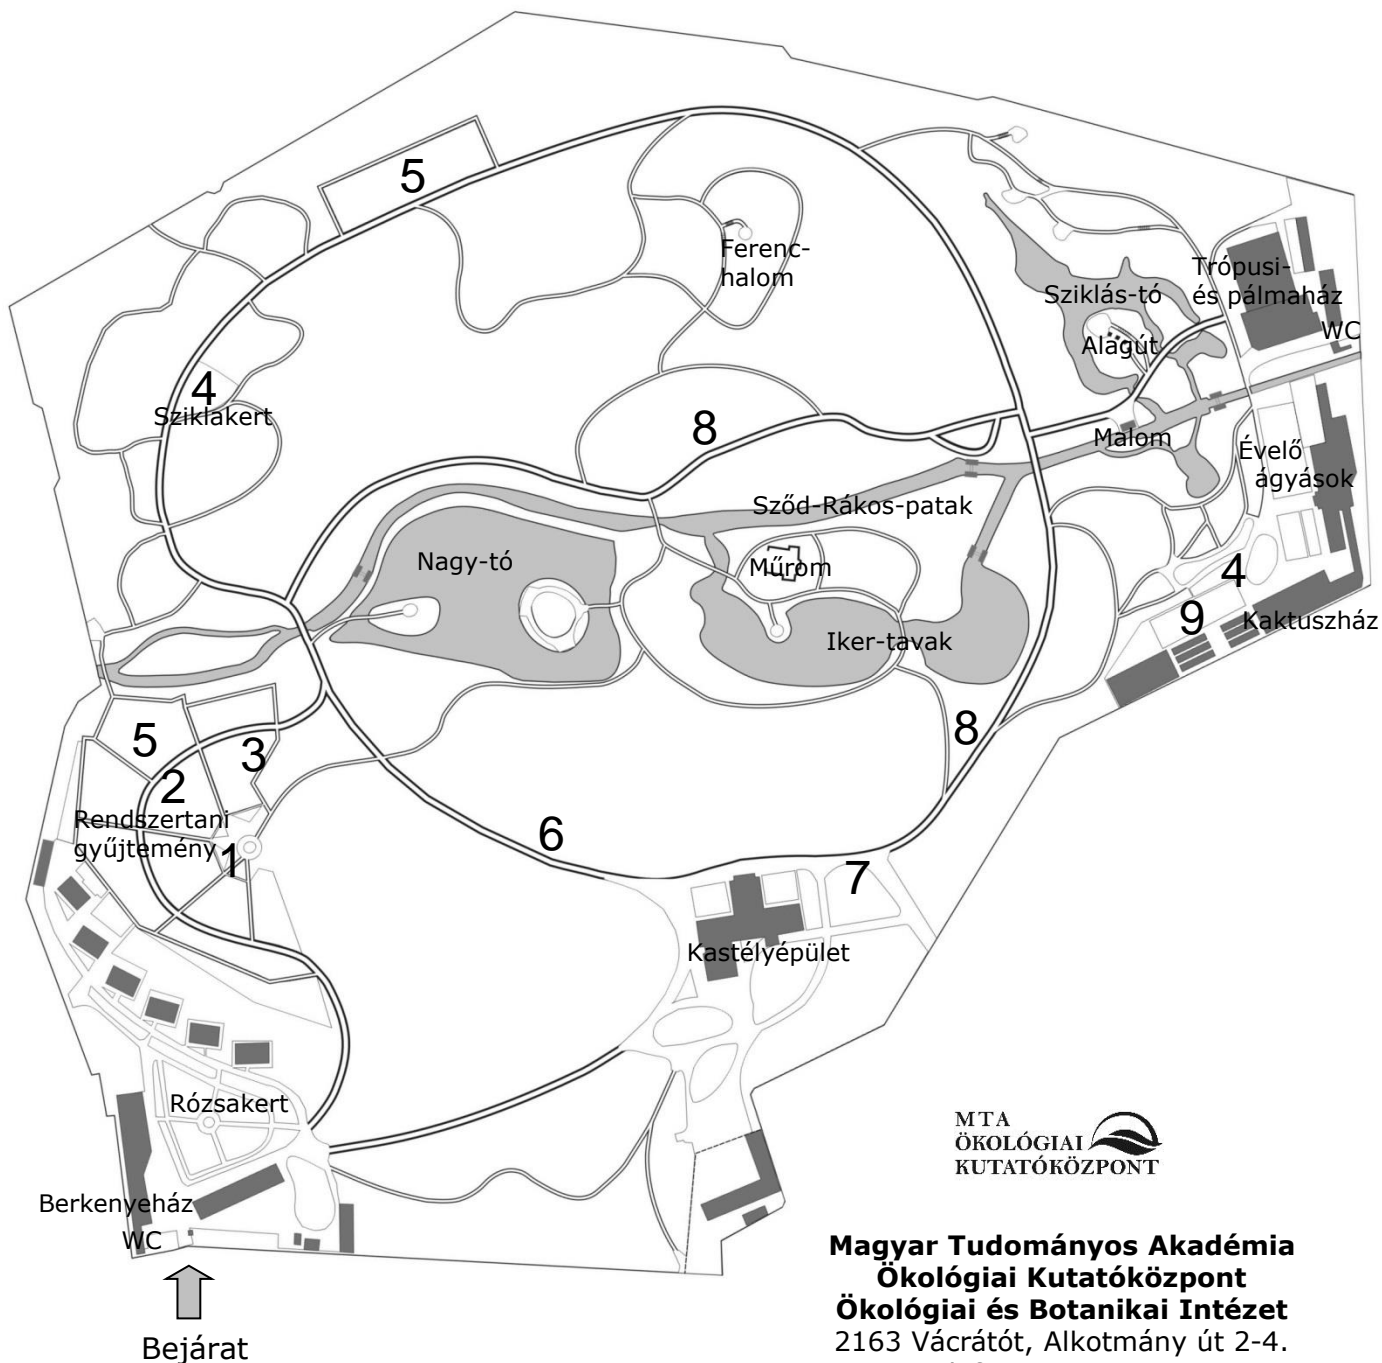 5
Ferenc-
halom
Trópusi-
és pálmaház
Sziklás-tó
WC
Alagút
4
Sziklakert
8
Malom
Évelő
ágyások
Sződ-Rákos-patak
Nagy-tó
Műrom
4
9
Kaktuszház
Iker-tavak
5
3
8
2
Rendszertani
gyűjtemény
1
6
7
Kastélyépület
Rózsakert
MTA
ÖKOLÓGIAI
KUTATÓKÖZPONT
Berkenyeház
WC
Bejárat
Magyar Tudományos Akadémia
Ökológiai Kutatóközpont
Ökológiai és Botanikai Intézet
2163 Vácrátót, Alkotmány út 2-4.